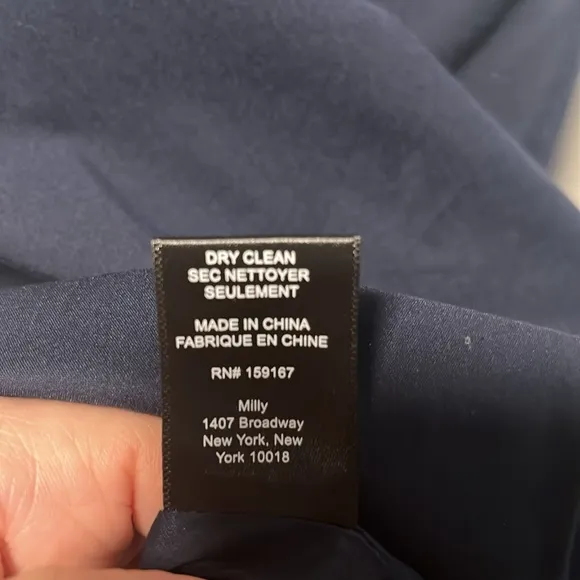 DRY CLEAN
SEC NETTOYER
SEULEMENT
MADE IN CHINA
FABRIQUE EN CHINE
RN# 159167
Milly
1407 Broadway
New York, New
York 10018